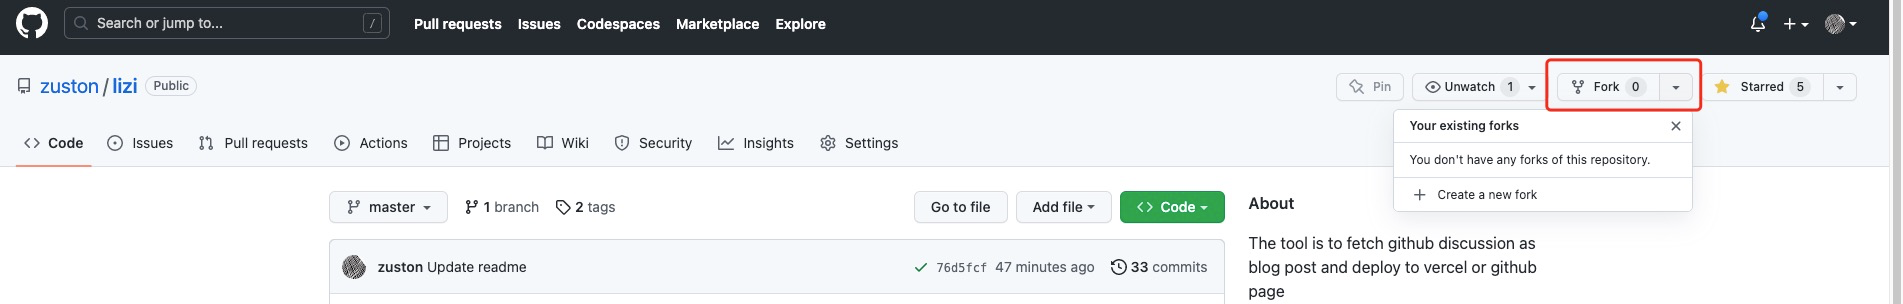 Search or jump to... / Pull requests Issues Codespaces Marketplace Explore
zuston / lizi Public Pin Unwatch 1 Fork 0 Starred 5
Your existing forks
You don't have any forks of this repository.
Create a new fork
Code Issues Pull requests Actions Projects Wiki Security Insights Settings
master 1 branch 2 tags Go to file Add file Code
zuston Update readme 76d5fcf 47 minutes ago 33 commits
About
The tool is to fetch github discussion as
blog post and deploy to vercel or github
page